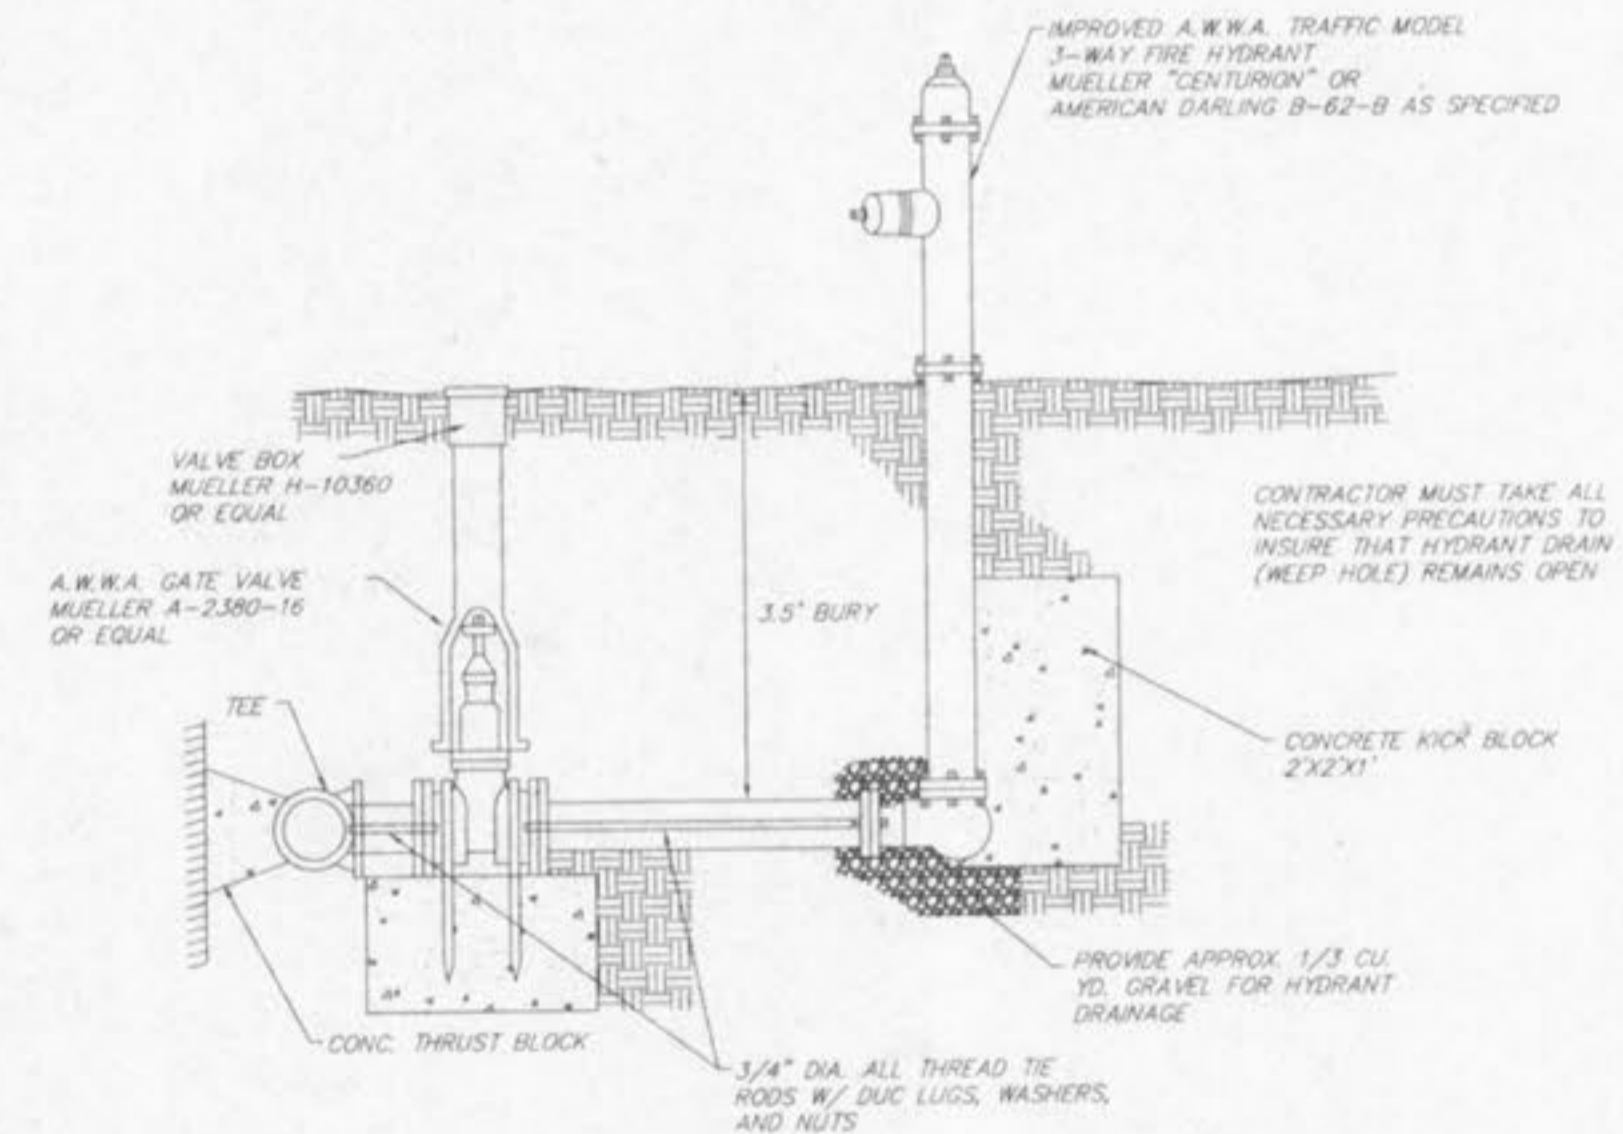 IMPROVED A.W.W.A. TRAFFIC MODEL
3-WAY FIRE HYDRANT
MUELLER "CENTURION" OR
AMERICAN DARLING B-62-B AS SPECIFIED
VALVE BOX
MUELLER H-10360
OR EQUAL
CONTRACTOR MUST TAKE ALL
NECESSARY PRECAUTIONS TO
INSURE THAT HYDRANT DRAIN
(WEEP HOLE) REMAINS OPEN
A.W.W.A. GATE VALVE
MUELLER A-2380-16
OR EQUAL
3.5' BURY
TEE
CONCRETE KICK BLOCK
2'X2'X1'
PROVIDE APPROX. 1/3 CU.
YD. GRAVEL FOR HYDRANT
DRAINAGE
CONC. THRUST BLOCK
3/4" DIA. ALL THREAD TIE
RODS W/ DUC LUGS, WASHERS,
AND NUTS